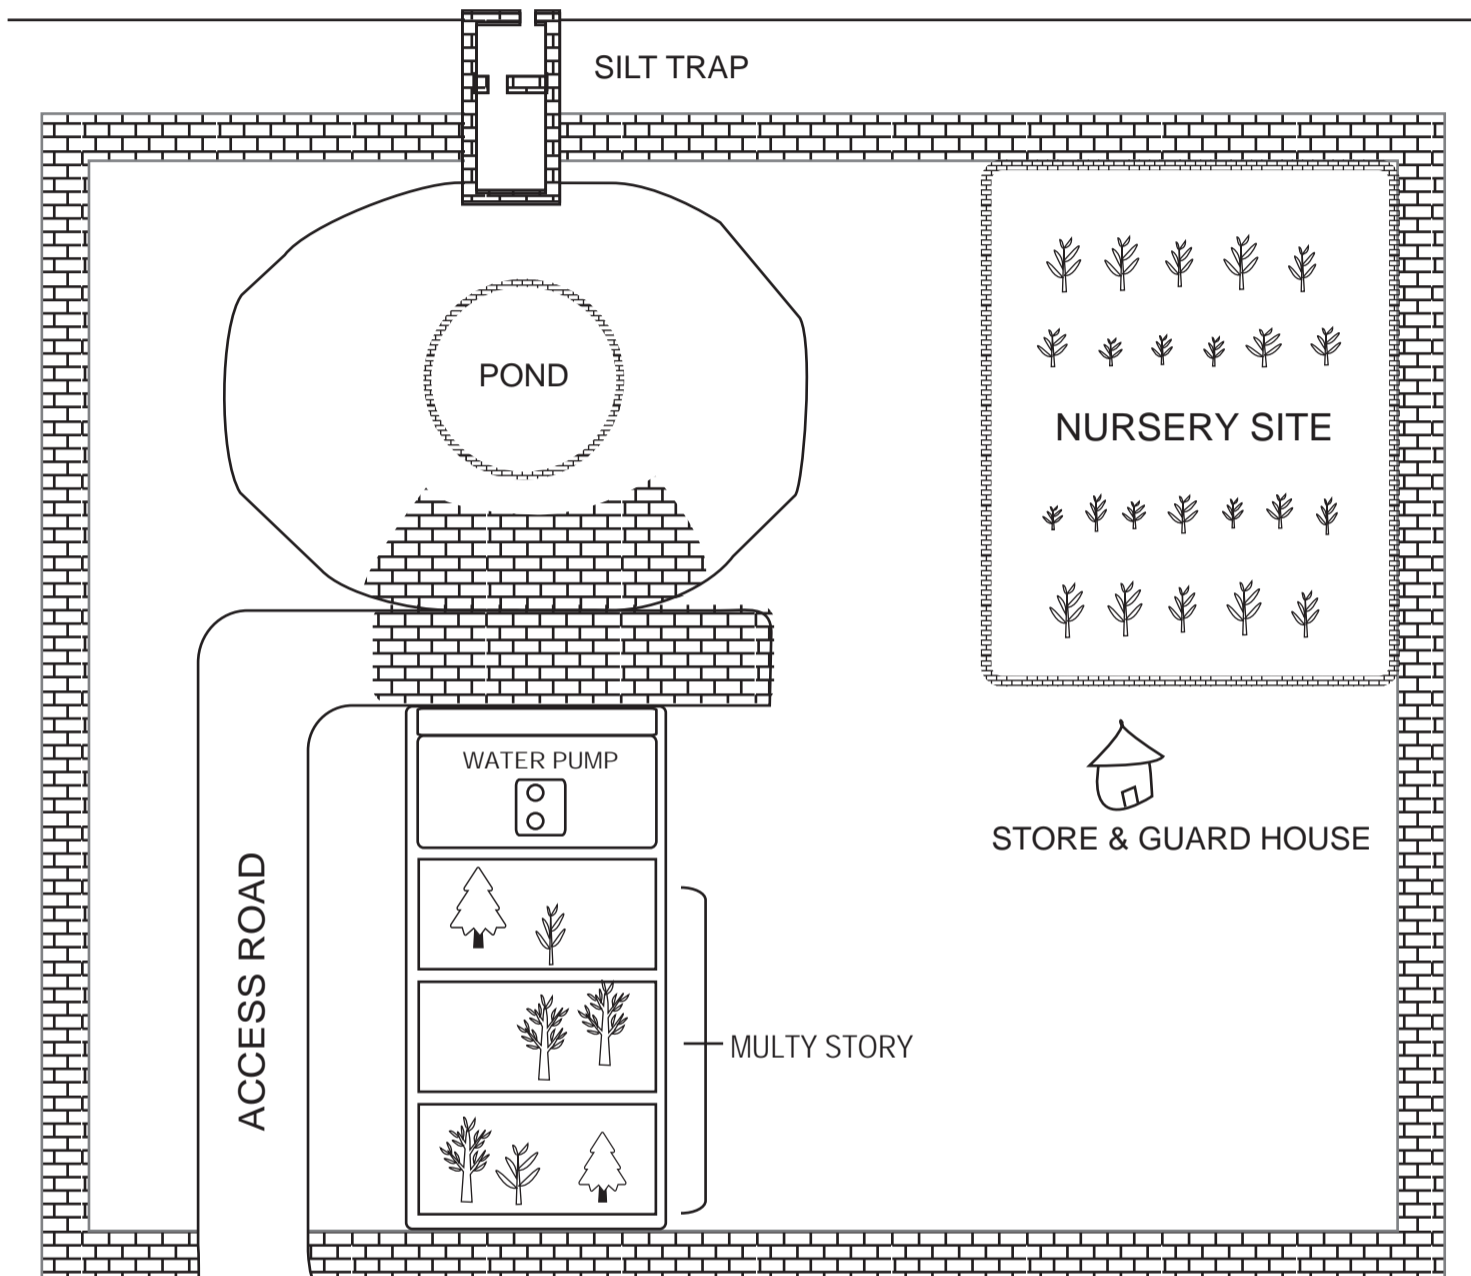 SILT TRAP
POND
NURSERY SITE
WATER PUMP
STORE & GUARD HOUSE
ACCESS ROAD
MULTY STORY